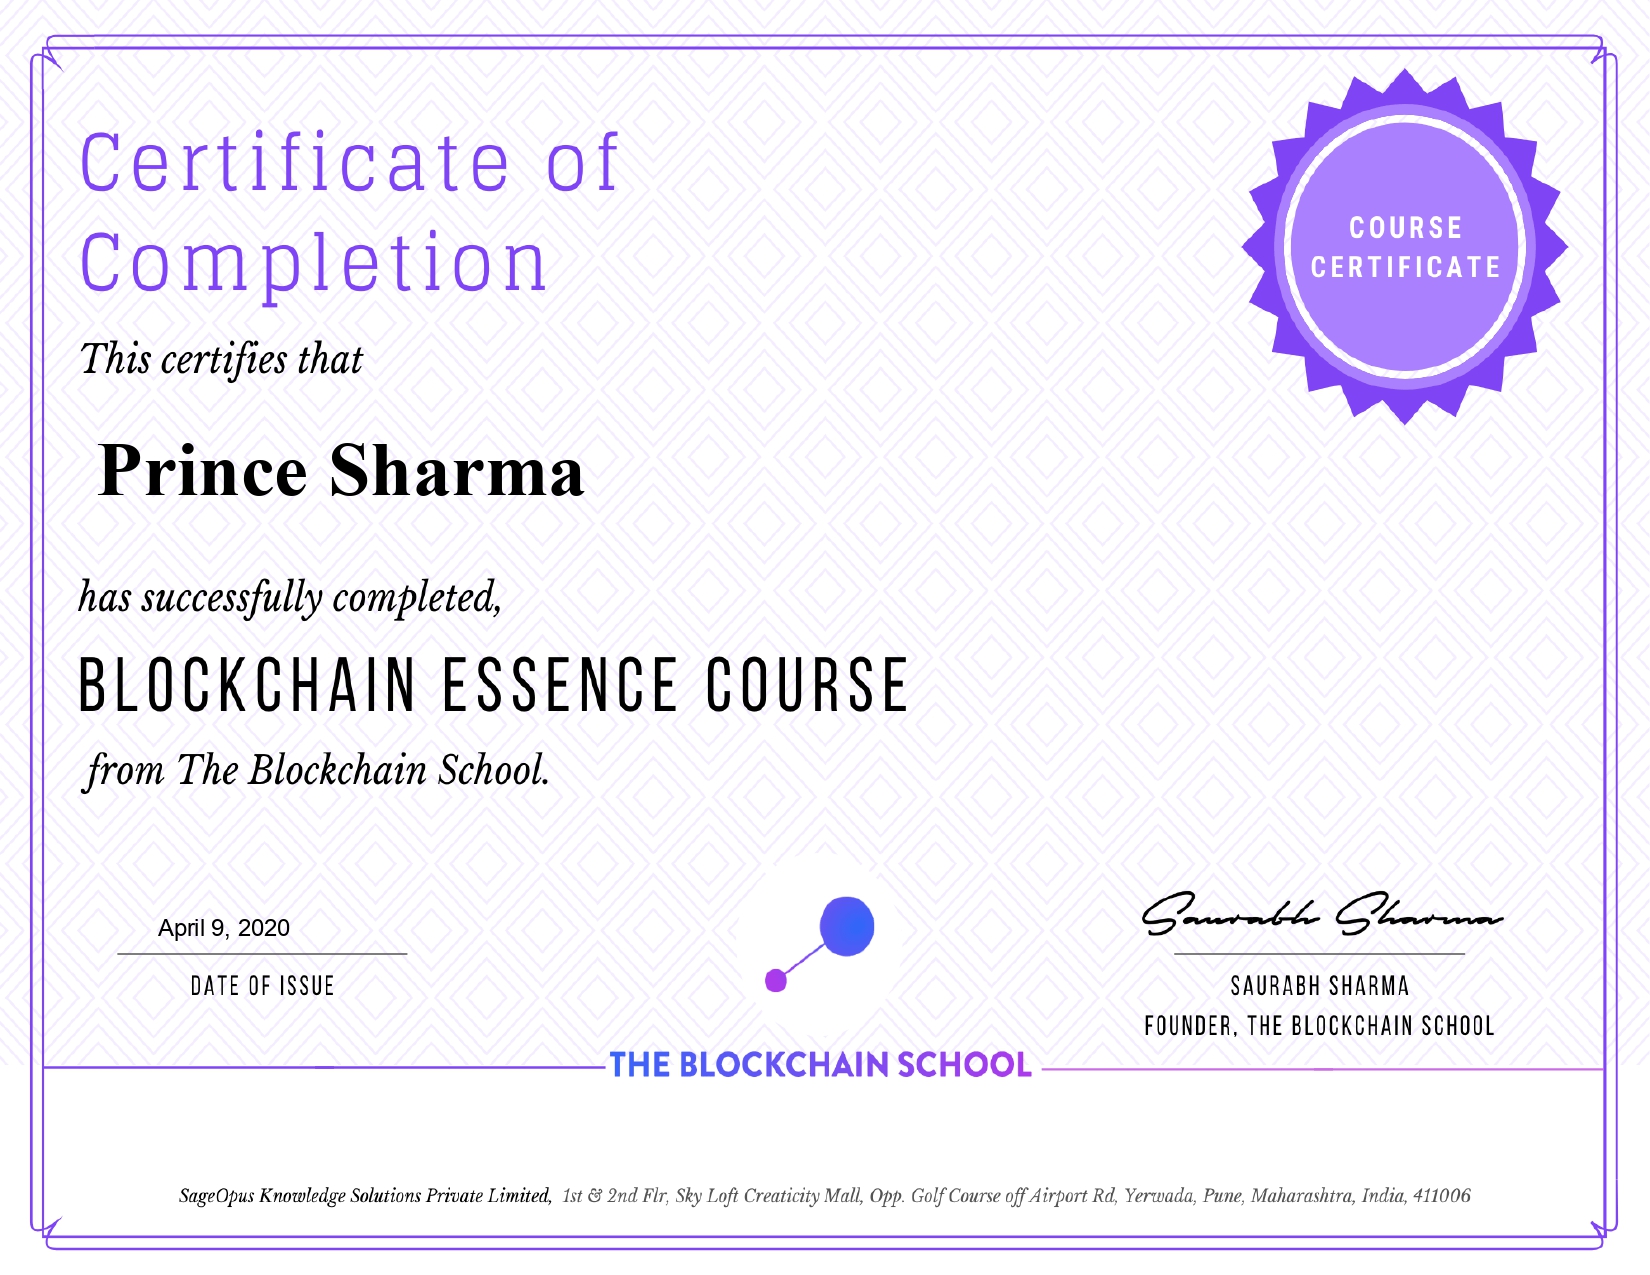 Certificate of
Completion
COURSE
CERTIFICATE
This certifies that
Prince Sharma
has successfully completed,
BLOCKCHAIN ESSENCE COURSE
from The Blockchain School.
April 9, 2020
DATE OF ISSUE
Saurabh Sharma
SAURABH SHARMA
FOUNDER, THE BLOCKCHAIN SCHOOL
THE BLOCKCHAIN SCHOOL
SageOpus Knowledge Solutions Private Limited, 1st & 2nd Flr, Sky Loft Creaticity Mall, Opp. Golf Course off Airport Rd, Yerwada, Pune, Maharashtra, India, 411006